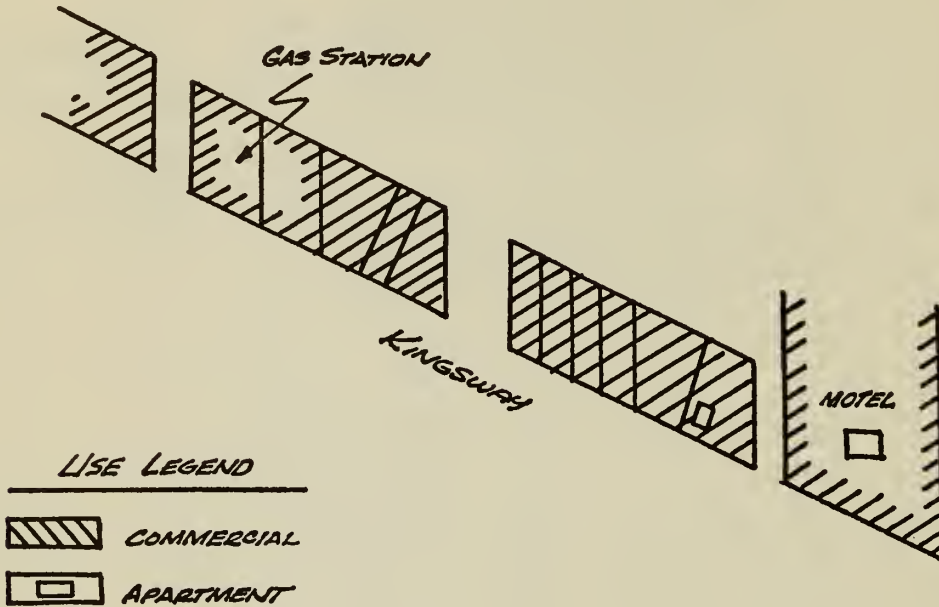 GAS STATION
KINGSWAY
MOTEL
USE LEGEND
COMMERCIAL
APARTMENT